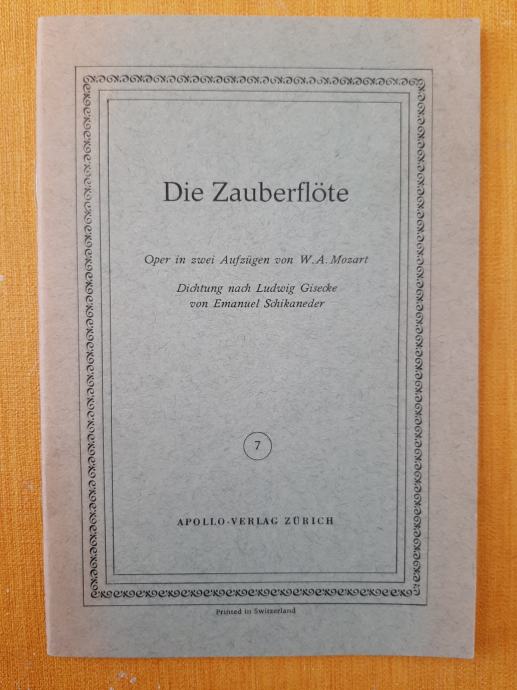 Die Zauberflöte
Oper in zwei Aufzügen von W. A. Mozart
Dichtung nach Ludwig Gisecke
von Emanuel Schikaneder
7
APOLLO-VERLAG ZÜRICH
Printed in Switzerland